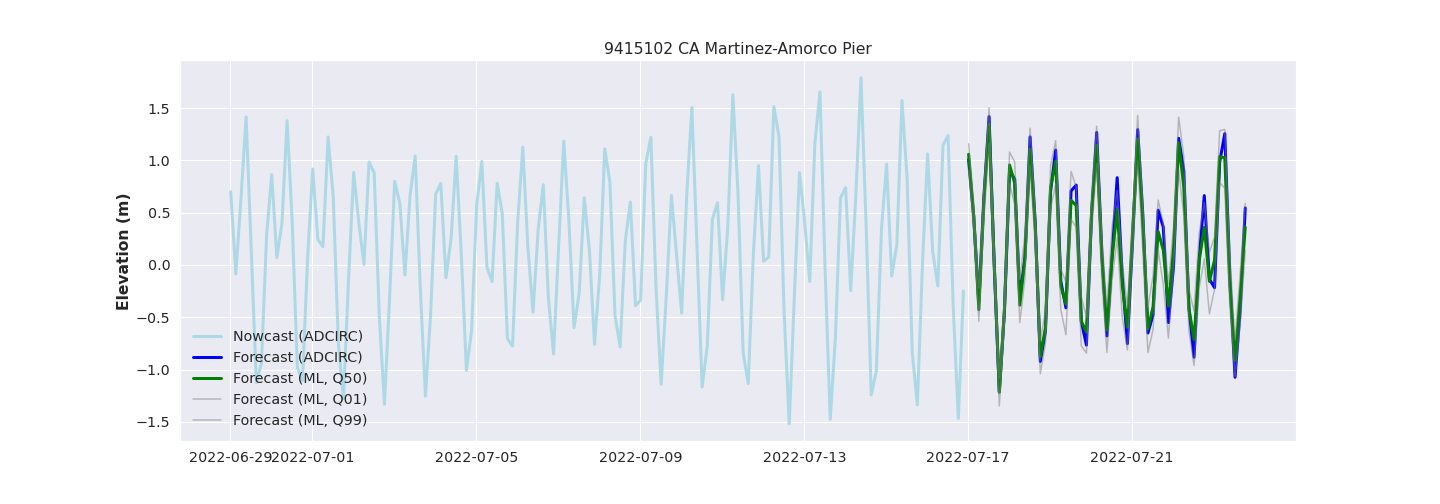 9415102 CA Martinez-Amorco Pier
Elevation (m)
1.5
1.0
0.5
0.0
−0.5
−1.0
−1.5
Nowcast (ADCIRC)
Forecast (ADCIRC)
Forecast (ML, Q50)
Forecast (ML, Q01)
Forecast (ML, Q99)
2022-06-29 2022-07-01 2022-07-05 2022-07-09 2022-07-13 2022-07-17 2022-07-21